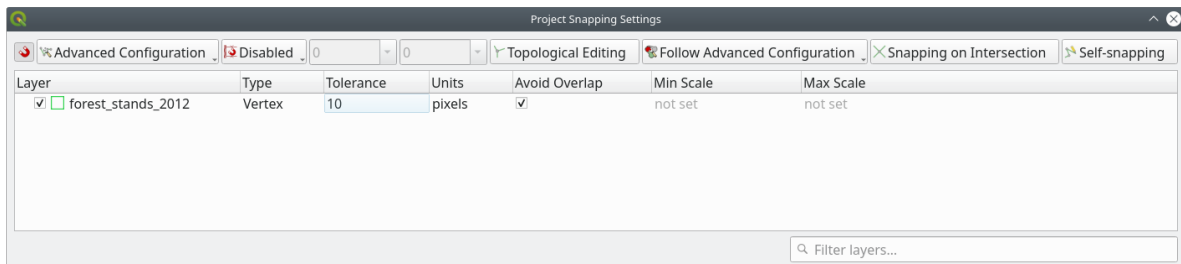 Project Snapping Settings
Advanced Configuration Disabled 0 0 Topological Editing Follow Advanced Configuration Snapping on Intersection Self-snapping
Layer Type Tolerance Units Avoid Overlap Min Scale Max Scale
forest_stands_2012 Vertex 10 pixels not set not set
Filter layers...